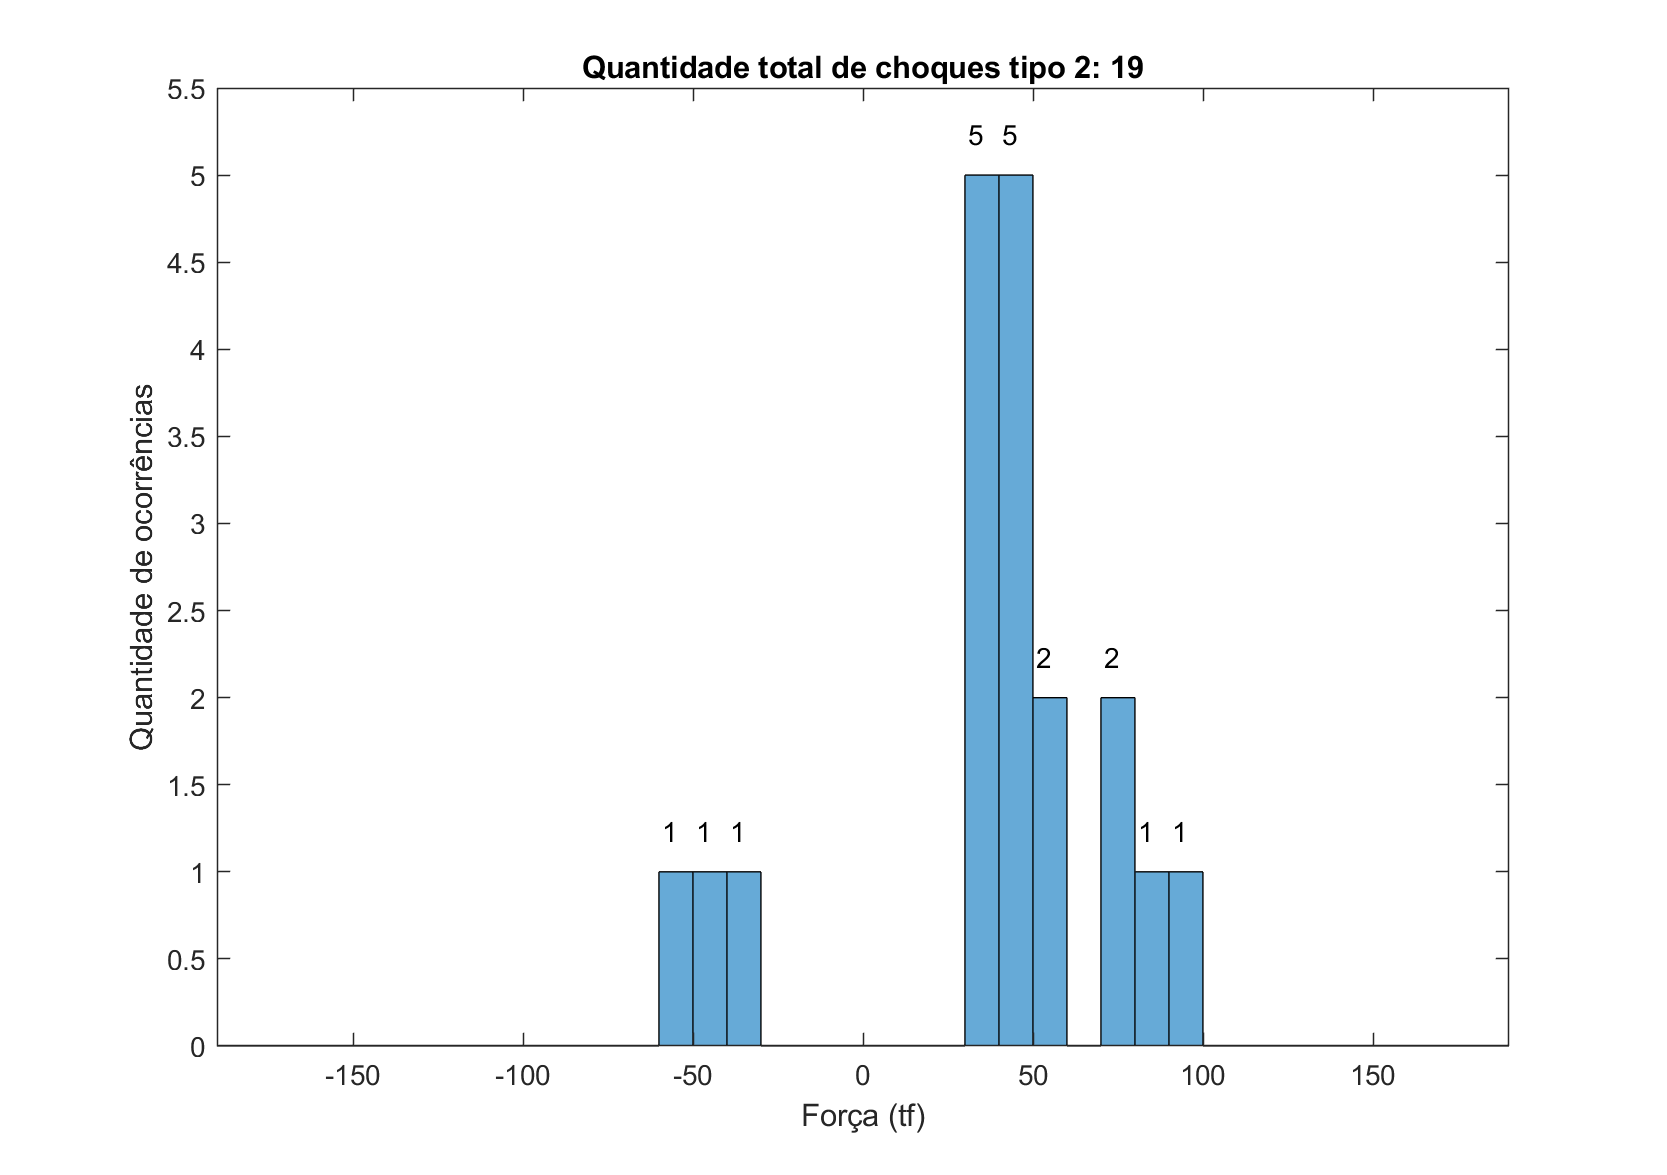 Quantidade total de choques tipo 2: 19
5.5
5
4.5
4
3.5
3
2.5
2
1.5
1
0.5
0
Quantidade de ocorrências
5 5
2 2
1 1 1 1 1
-150 -100 -50 0 50 100 150
Força (tf)